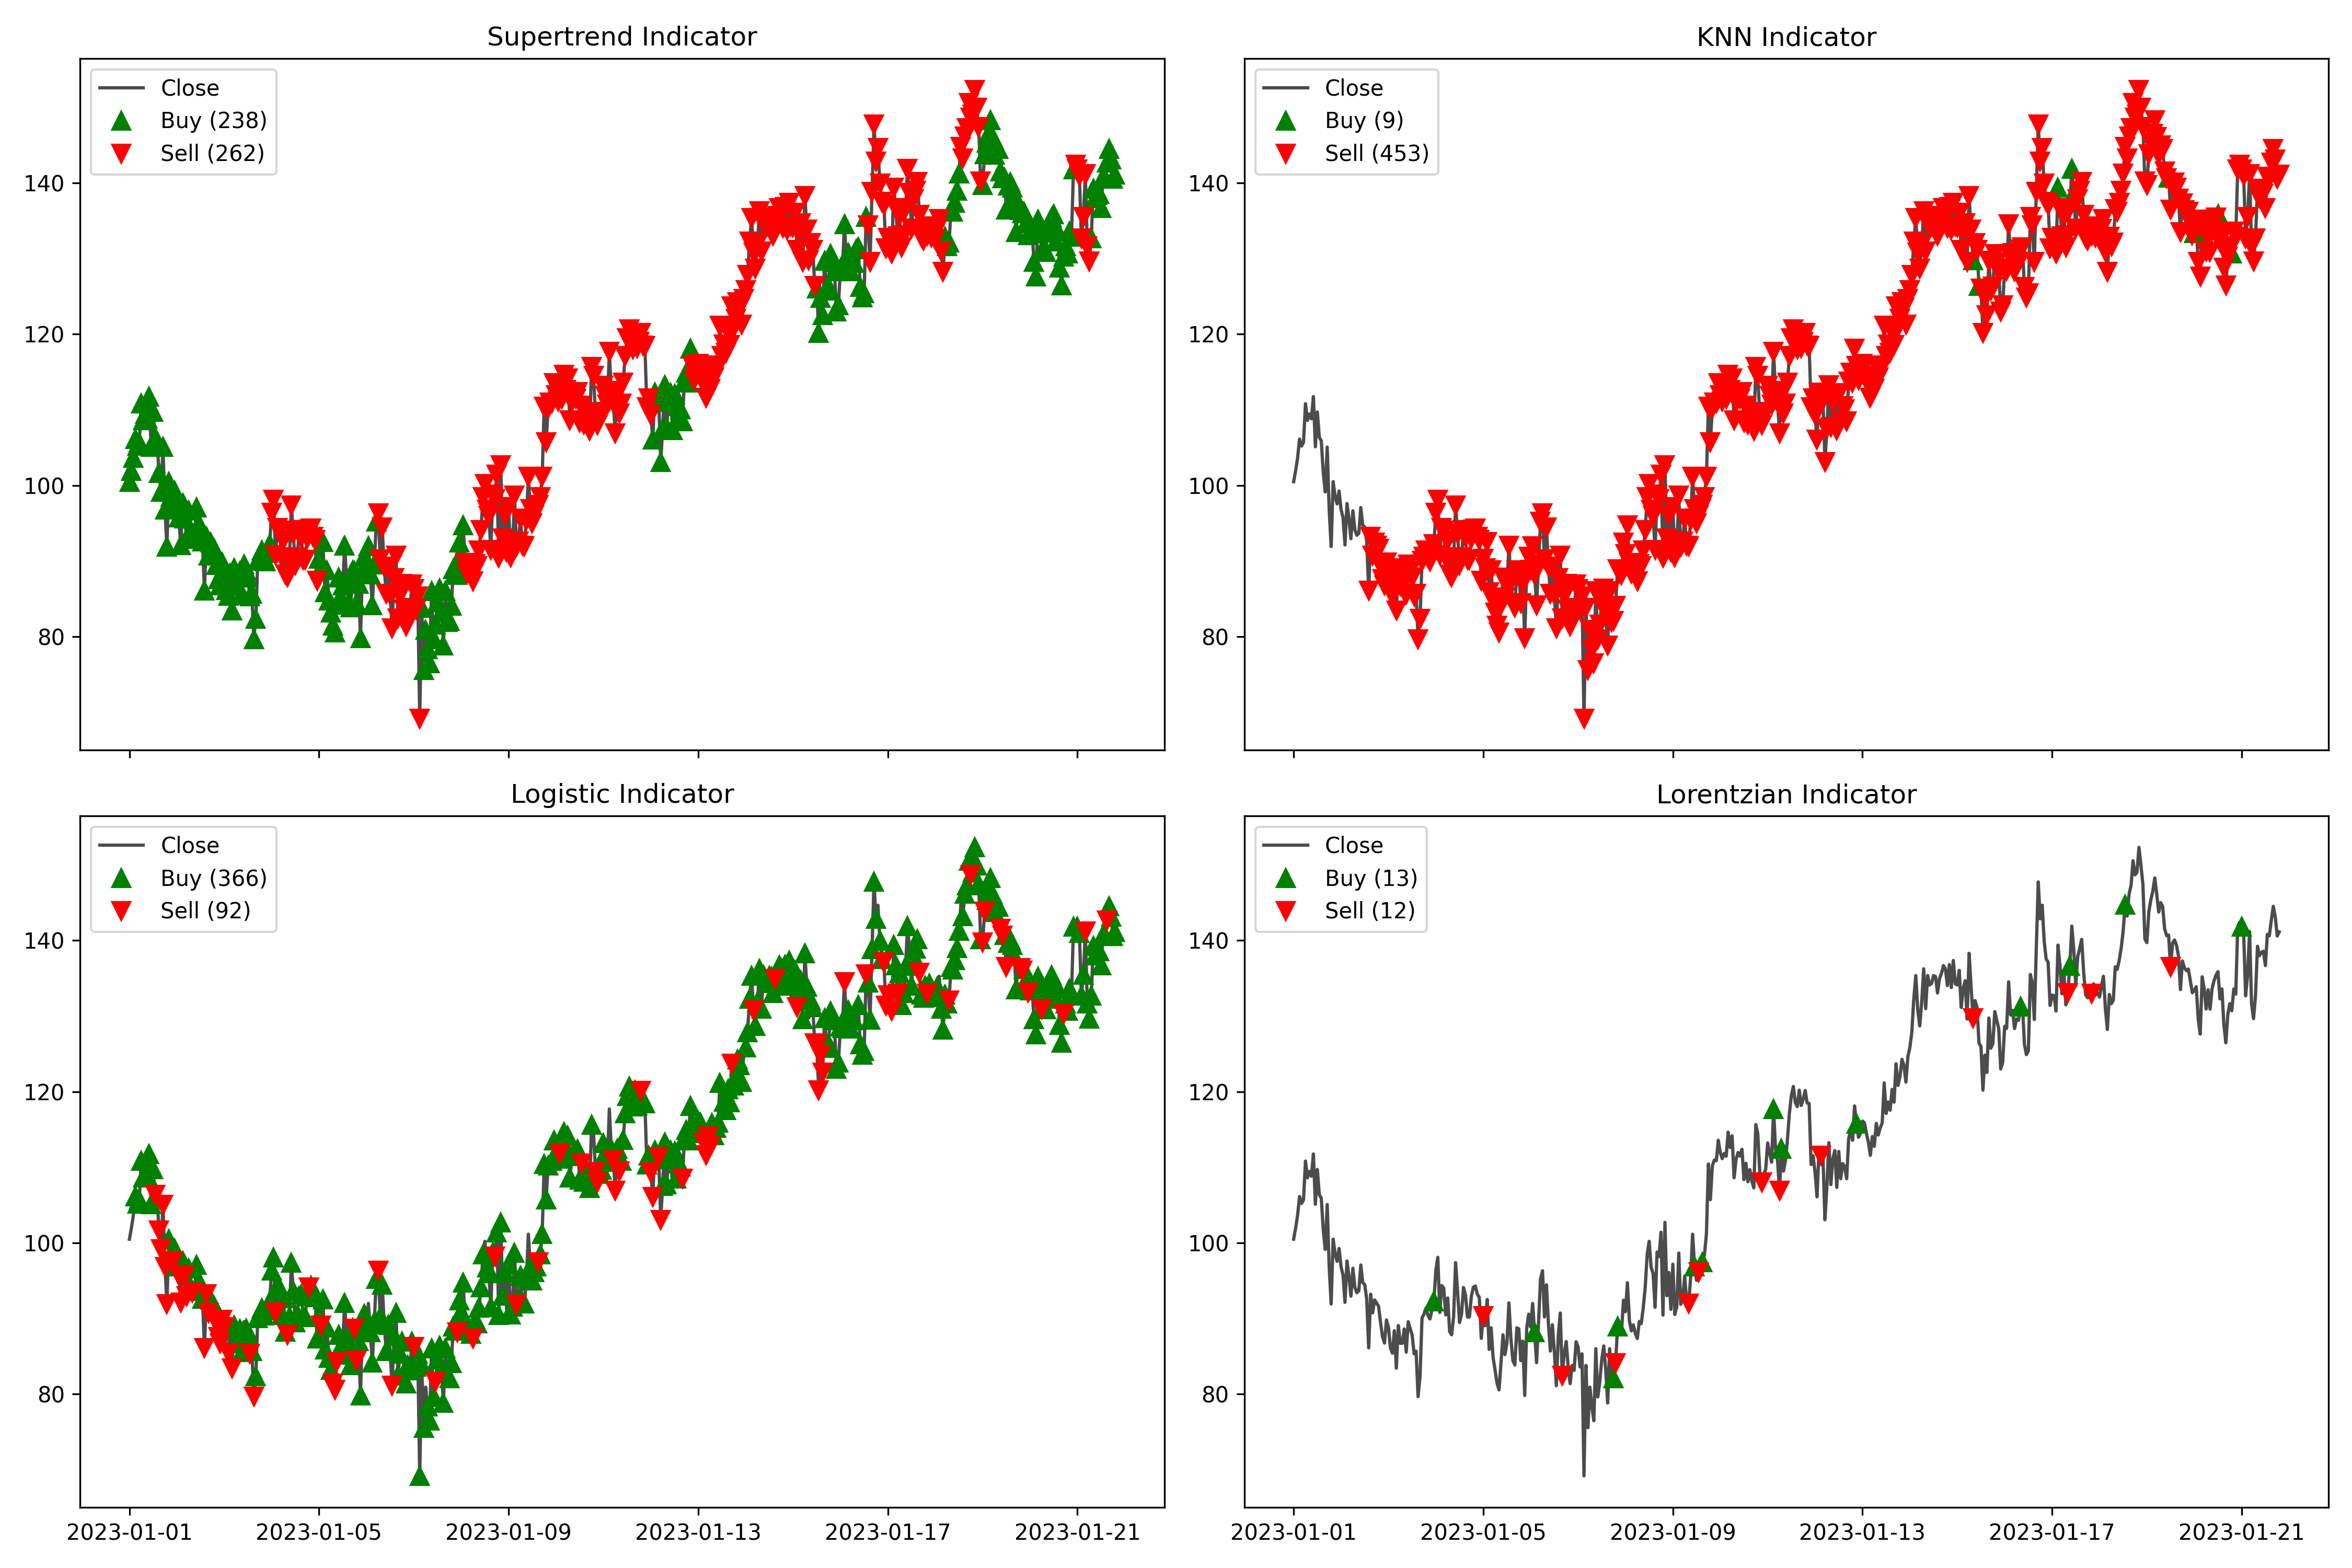 Supertrend Indicator
Close
Buy (238)
Sell (262)
140
120
100
80
KNN Indicator
Close
Buy (9)
Sell (453)
140
120
100
80
Logistic Indicator
Close
Buy (366)
Sell (92)
140
120
100
80
2023-01-01 2023-01-05 2023-01-09 2023-01-13 2023-01-17 2023-01-21
Lorentzian Indicator
Close
Buy (13)
Sell (12)
140
120
100
80
2023-01-01 2023-01-05 2023-01-09 2023-01-13 2023-01-17 2023-01-21